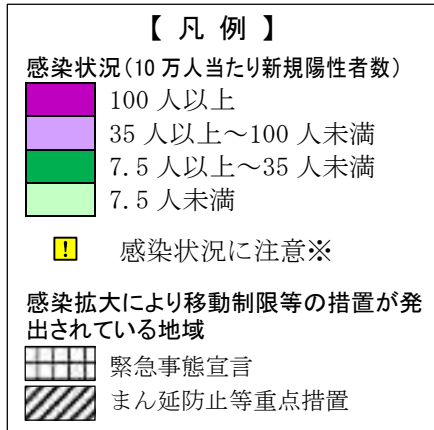 【 凡 例 】
感染状況(10 万人当たり新規陽性者数)
100 人以上
35 人以上～100 人未満
7.5 人以上～35 人未満
7.5 人未満
! 感染状況に注意※
感染拡大により移動制限等の措置が発
出されている地域
緊急事態宣言
まん延防止等重点措置